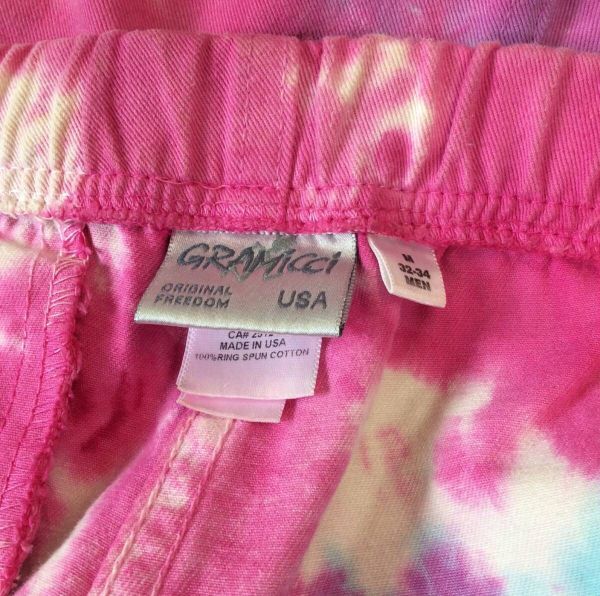 GRAMICCI
ORIGINAL
FREEDOM
USA
M
32-34
MEN
CA#
MADE IN USA
100%RING SPUN COTTON